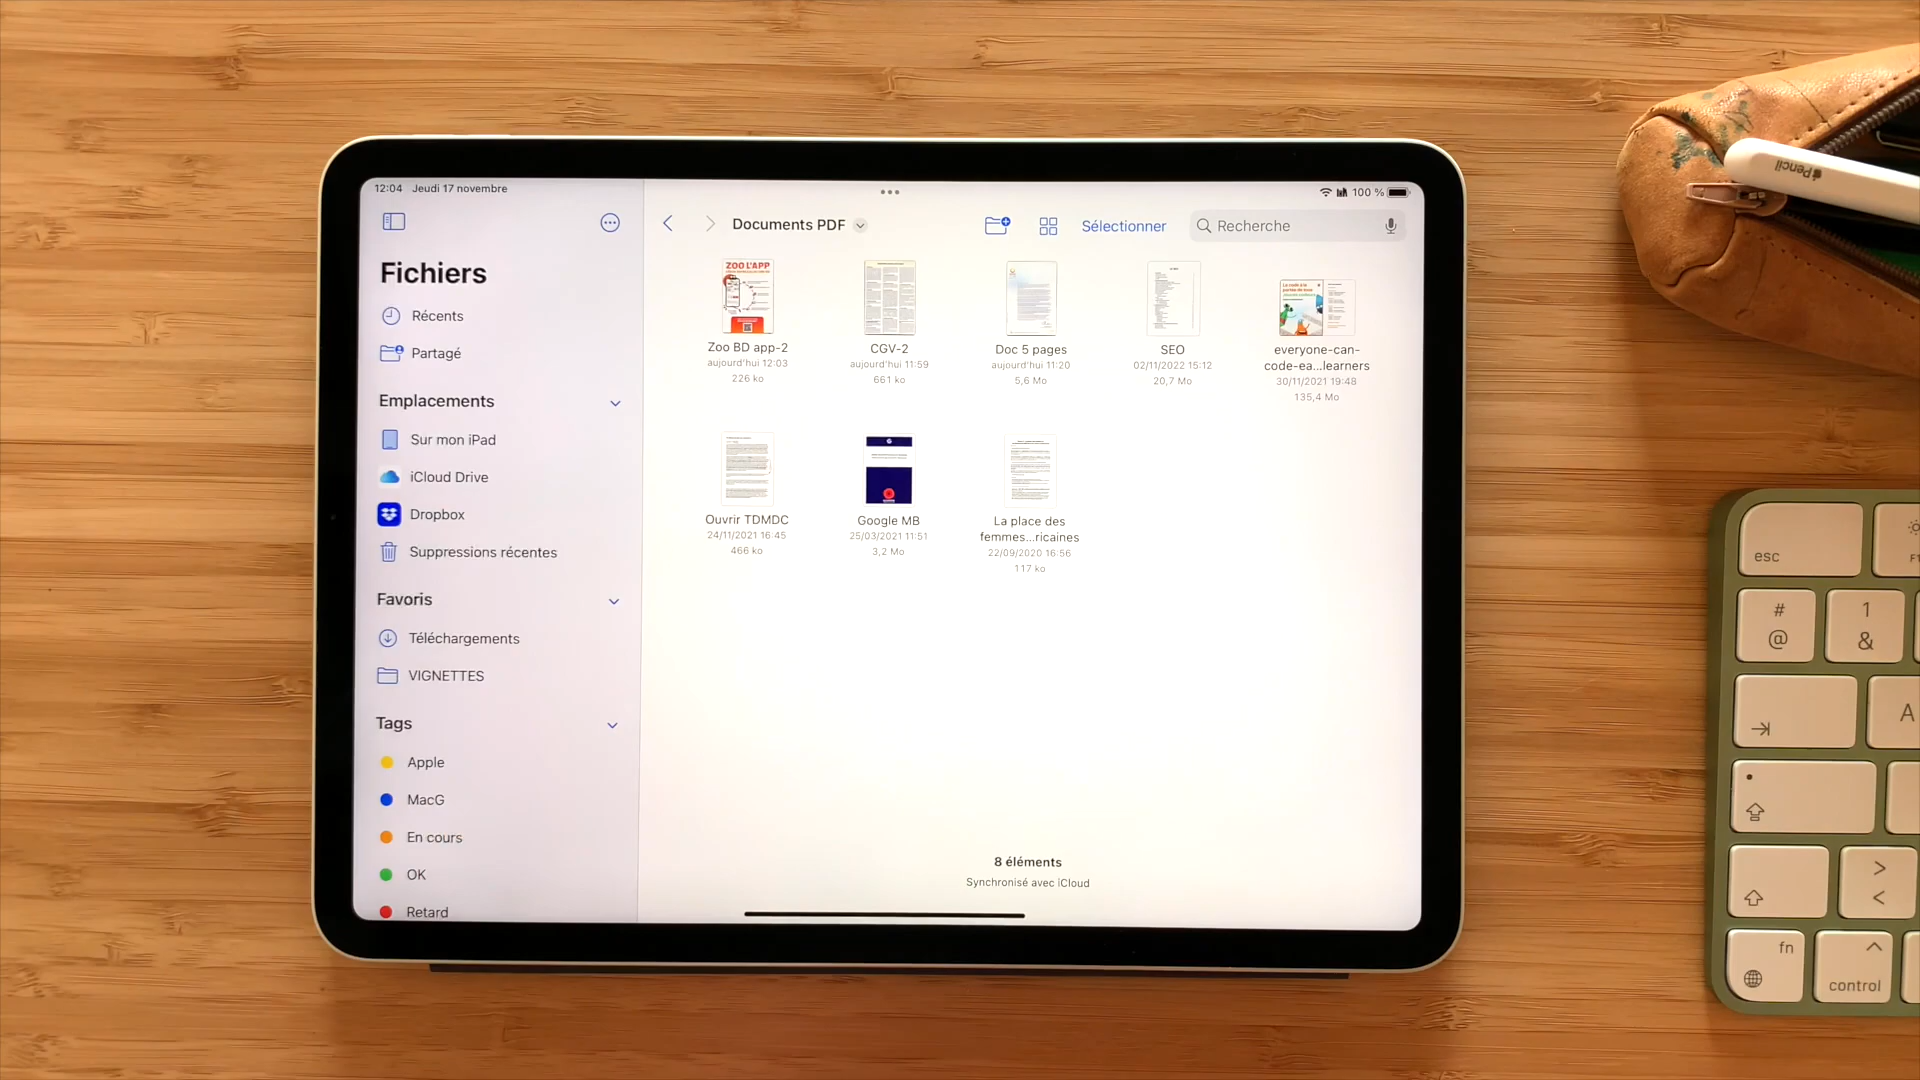 12:04 Jeudi 17 novembre
100 %
Fichiers
Récents
Partagé
Emplacements
Sur mon iPad
iCloud Drive
Dropbox
Suppressions récentes
Favoris
Téléchargements
VIGNETTES
Tags
Apple
MacG
En cours
OK
Retard
Documents PDF
Sélectionner
Recherche
ZOO L'APP
Zoo BD app-2
aujourd'hui 12:03
226 ko
CGV-2
aujourd'hui 11:59
661 ko
Doc 5 pages
aujourd'hui 11:20
5,6 Mo
SEO
02/11/2022 15:12
20,7 Mo
everyone-can-
code-ea...learners
30/11/2021 19:48
135,4 Mo
Ouvrir TDMDC
24/11/2021 16:45
466 ko
Google MB
25/03/2021 11:51
3,2 Mo
La place des
femmes...ricaines
22/09/2020 16:56
117 ko
8 éléments
Synchronisé avec iCloud
Pencil
esc
F1
#
@
1
&
A
>
<
fn
control